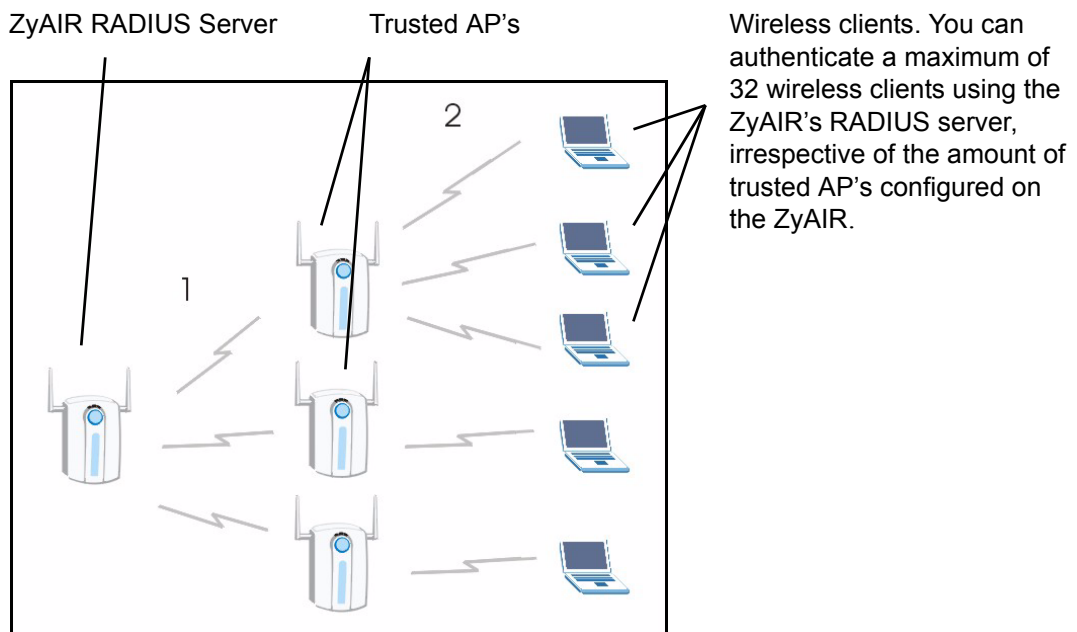 ZyAIR RADIUS Server
Trusted AP's
Wireless clients. You can
authenticate a maximum of
32 wireless clients using the
ZyAIR's RADIUS server,
irrespective of the amount of
trusted AP's configured on
the ZyAIR.
2
1